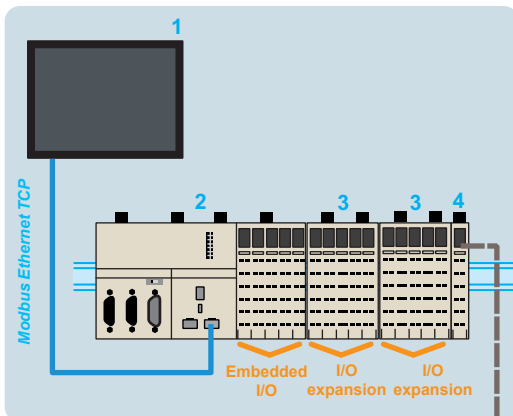 1
2
3
3
4
Modbus Ethernet TCP
Embedded
I/O
I/O
expansion
I/O
expansion